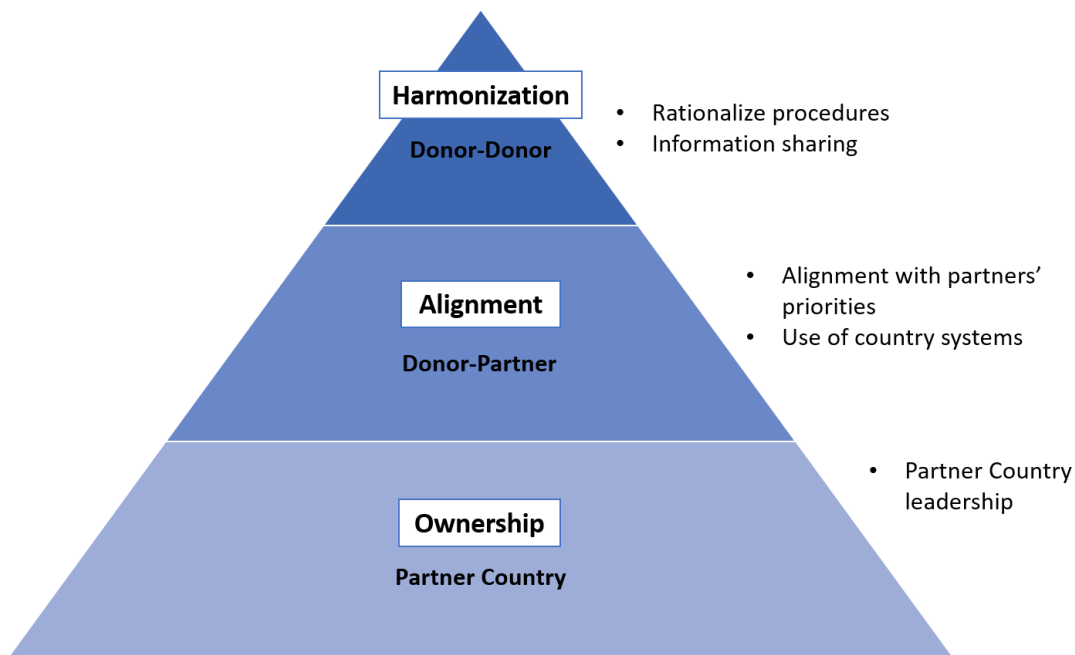 Harmonization
Donor-Donor
• Rationalize procedures
• Information sharing
Alignment
Donor-Partner
• Alignment with partners’
priorities
• Use of country systems
Ownership
Partner Country
• Partner Country
leadership